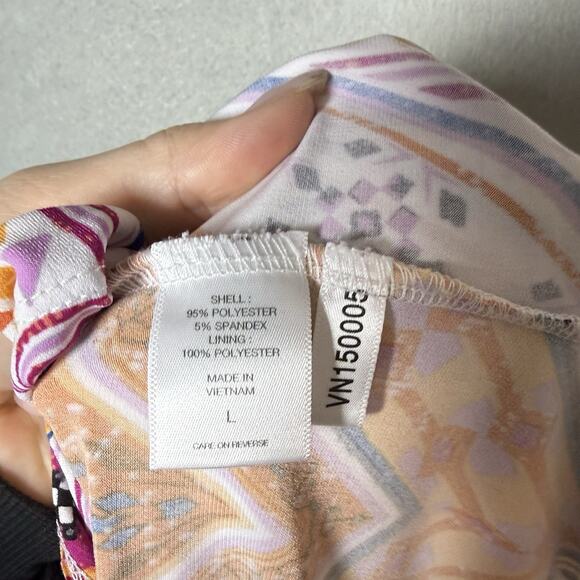 SHELL :
95% POLYESTER
5% SPANDEX
LINING :
100% POLYESTER
MADE IN
VIETNAM
L
CARE ON REVERSE
VN150005